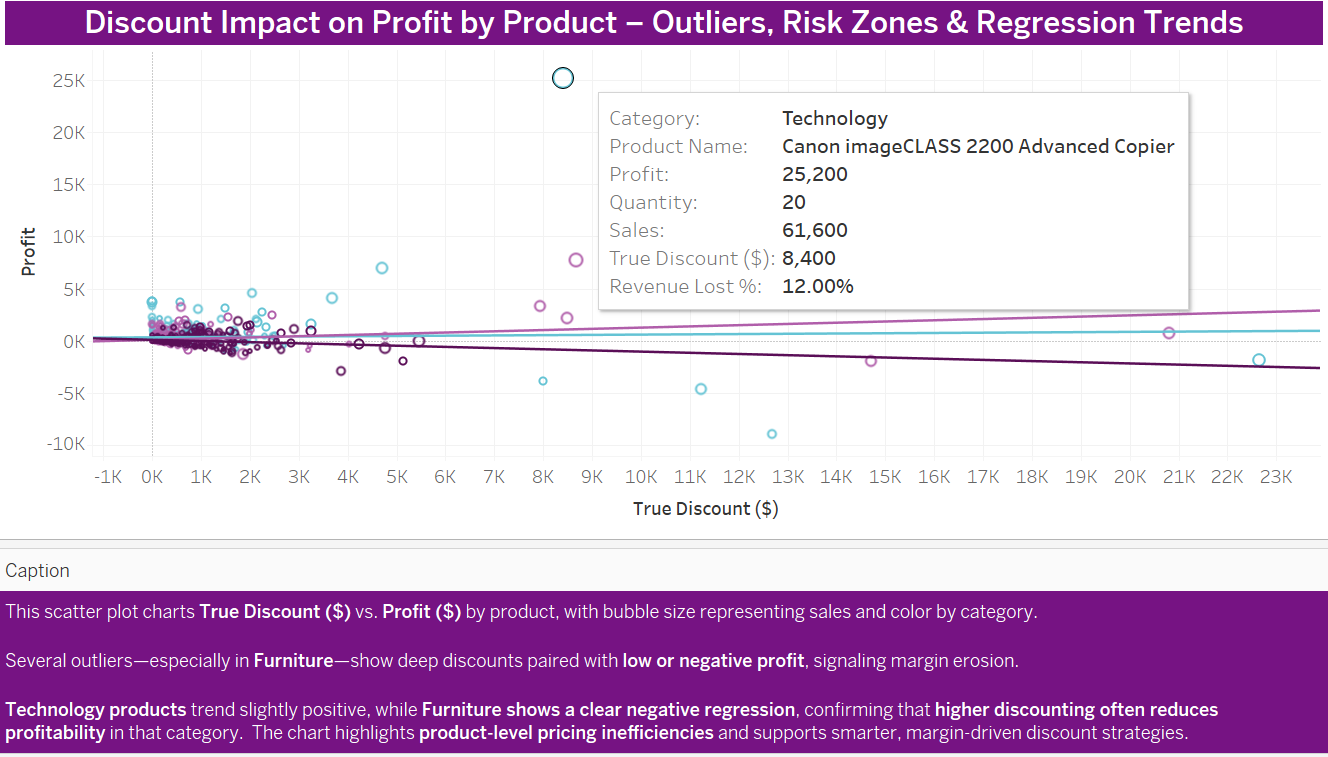 Discount Impact on Profit by Product – Outliers, Risk Zones & Regression Trends
25K
20K
15K
10K
5K
0K
-5K
-10K
Profit
Category: Technology
Product Name: Canon imageCLASS 2200 Advanced Copier
Profit: 25,200
Quantity: 20
Sales: 61,600
True Discount ($): 8,400
Revenue Lost %: 12.00%
-1K 0K 1K 2K 3K 4K 5K 6K 7K 8K 9K 10K 11K 12K 13K 14K 15K 16K 17K 18K 19K 20K 21K 22K 23K
True Discount ($)
Caption
This scatter plot charts True Discount ($) vs. Profit ($) by product, with bubble size representing sales and color by category.
Several outliers—especially in Furniture—show deep discounts paired with low or negative profit, signaling margin erosion.
Technology products trend slightly positive, while Furniture shows a clear negative regression, confirming that higher discounting often reduces
profitability in that category.  The chart highlights product-level pricing inefficiencies and supports smarter, margin-driven discount strategies.